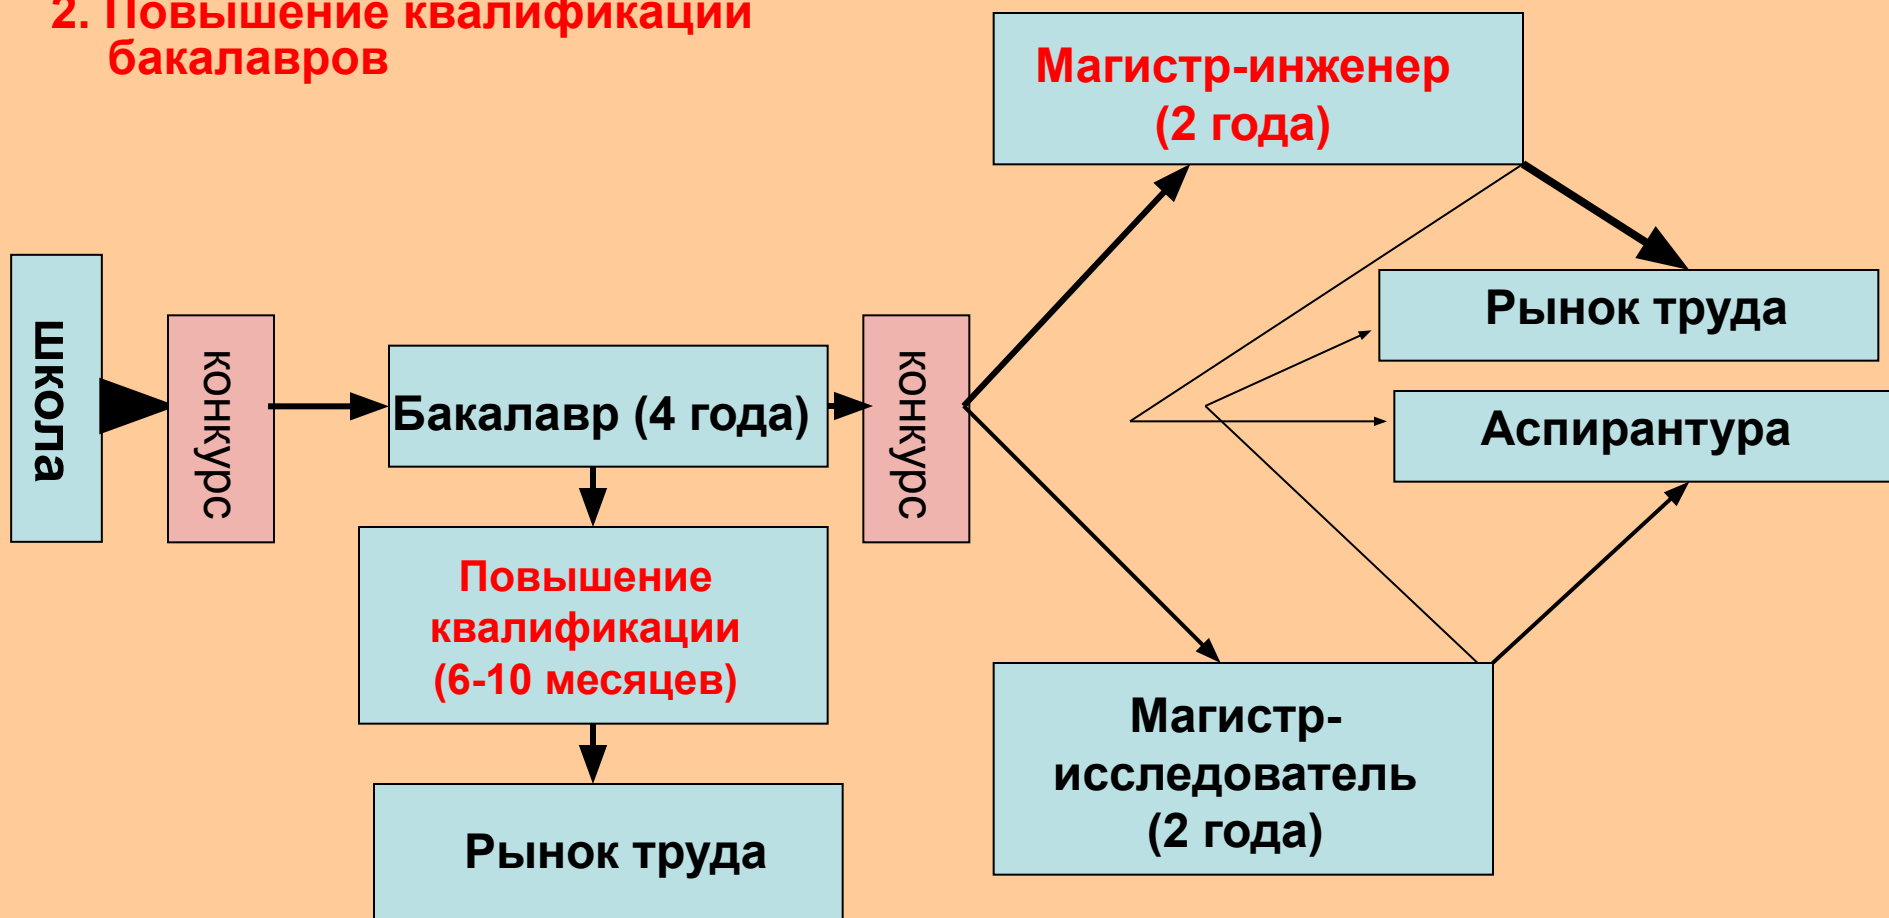 2. Повышение квалификации
бакалавров
Магистр-инженер
(2 года)
школа
конкурс
Бакалавр (4 года)
конкурс
Рынок труда
Аспирантура
Повышение
квалификации
(6-10 месяцев)
Магистр-
исследователь
(2 года)
Рынок труда